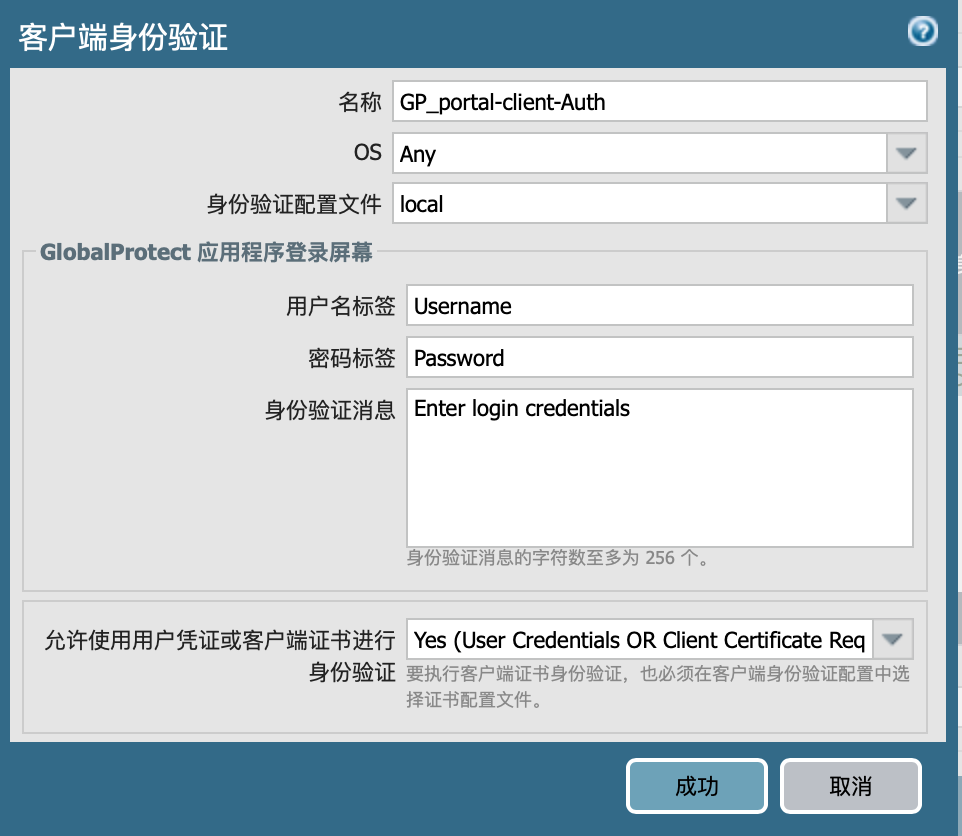 客户端身份验证
名称 GP_portal-client-Auth
OS Any
身份验证配置文件 local
GlobalProtect 应用程序登录屏幕
用户名标签 Username
密码标签 Password
身份验证消息 Enter login credentials
身份验证消息的字符数至多为 256 个。
允许使用用户凭证或客户端证书进行
身份验证
Yes (User Credentials OR Client Certificate Req
要执行客户端证书身份验证，也必须在客户端身份验证配置中选
择证书配置文件。
成功 取消